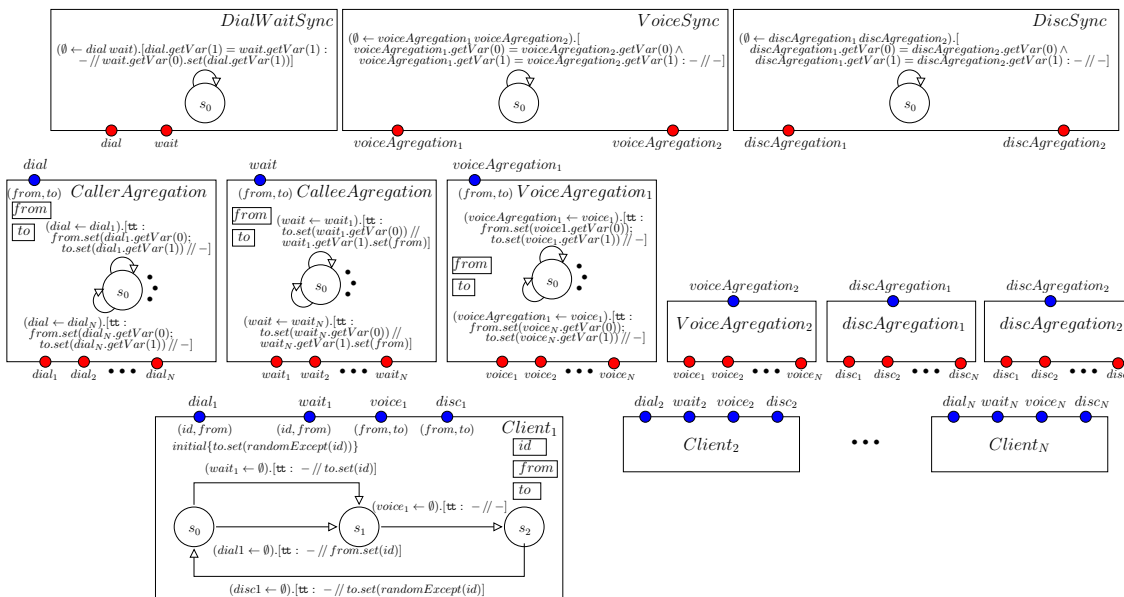 DialWaitSync
(∅ ← dial wait).[dial.getVar(1) = wait.getVar(1) :
− // wait.getVar(0).set(dial.getVar(1))]
s0
dial
wait
VoiceSync
(∅ ← voiceAgregation1 voiceAgregation2).[
voiceAgregation1.getVar(0) = voiceAgregation2.getVar(0) ∧
voiceAgregation1.getVar(1) = voiceAgregation2.getVar(1) : − // −]
s0
voiceAgregation1
voiceAgregation2
DiscSync
(∅ ← discAgregation1 discAgregation2).[
discAgregation1.getVar(0) = discAgregation2.getVar(0) ∧
discAgregation1.getVar(1) = discAgregation2.getVar(1) : − // −]
s0
discAgregation1
discAgregation2
dial
(from, to)
CallerAgregation
from
to
(dial ← dial1).[tt :
from.set(dial1.getVar(0);
to.set(dial1.getVar(1)) // −]
s0
(dial ← dialN).[tt :
from.set(dialN.getVar(0);
to.set(dialN.getVar(1)) // −]
dial1
dial2
dialN
wait
(from, to)
CalleeAgregation
from
to
(wait ← wait1).[tt :
to.set(wait1.getVar(0)) //
wait1.getVar(1).set(from)]
s0
(wait ← waitN).[tt :
to.set(waitN.getVar(0)) //
waitN.getVar(1).set(from)]
wait1
wait2
waitN
voiceAgregation1
(from, to)
VoiceAgregation1
(voiceAgregation1 ← voice1).[tt :
from.set(voice1.getVar(0));
to.set(voice1.getVar(1)) // −]
from
to
s0
(voiceAgregation1 ← voice1).[tt :
from.set(voiceN.getVar(0));
to.set(voiceN.getVar(1)) // −]
voice1
voice2
voiceN
voiceAgregation2
VoiceAgregation2
voice1
voice2
voiceN
discAgregation1
discAgregation1
disc1
disc2
discN
discAgregation2
discAgregation2
disc1
disc2
disc
dial1
wait1
voice1
disc1
(id, from)
(id, from)
(from, to)
(from, to)
Client1
initial{to.set(randomExcept(id))}
id
from
to
(wait1 ← ∅).[tt : − // to.set(id)]
(voice1 ← ∅).[tt : − // −]
s0
s1
s2
(dial1 ← ∅).[tt : − // from.set(id)]
(disc1 ← ∅).[tt : − // to.set(randomExcept(id)]
dial2
wait2
voice2
disc2
Client2
dialN
waitN
voiceN
discN
ClientN